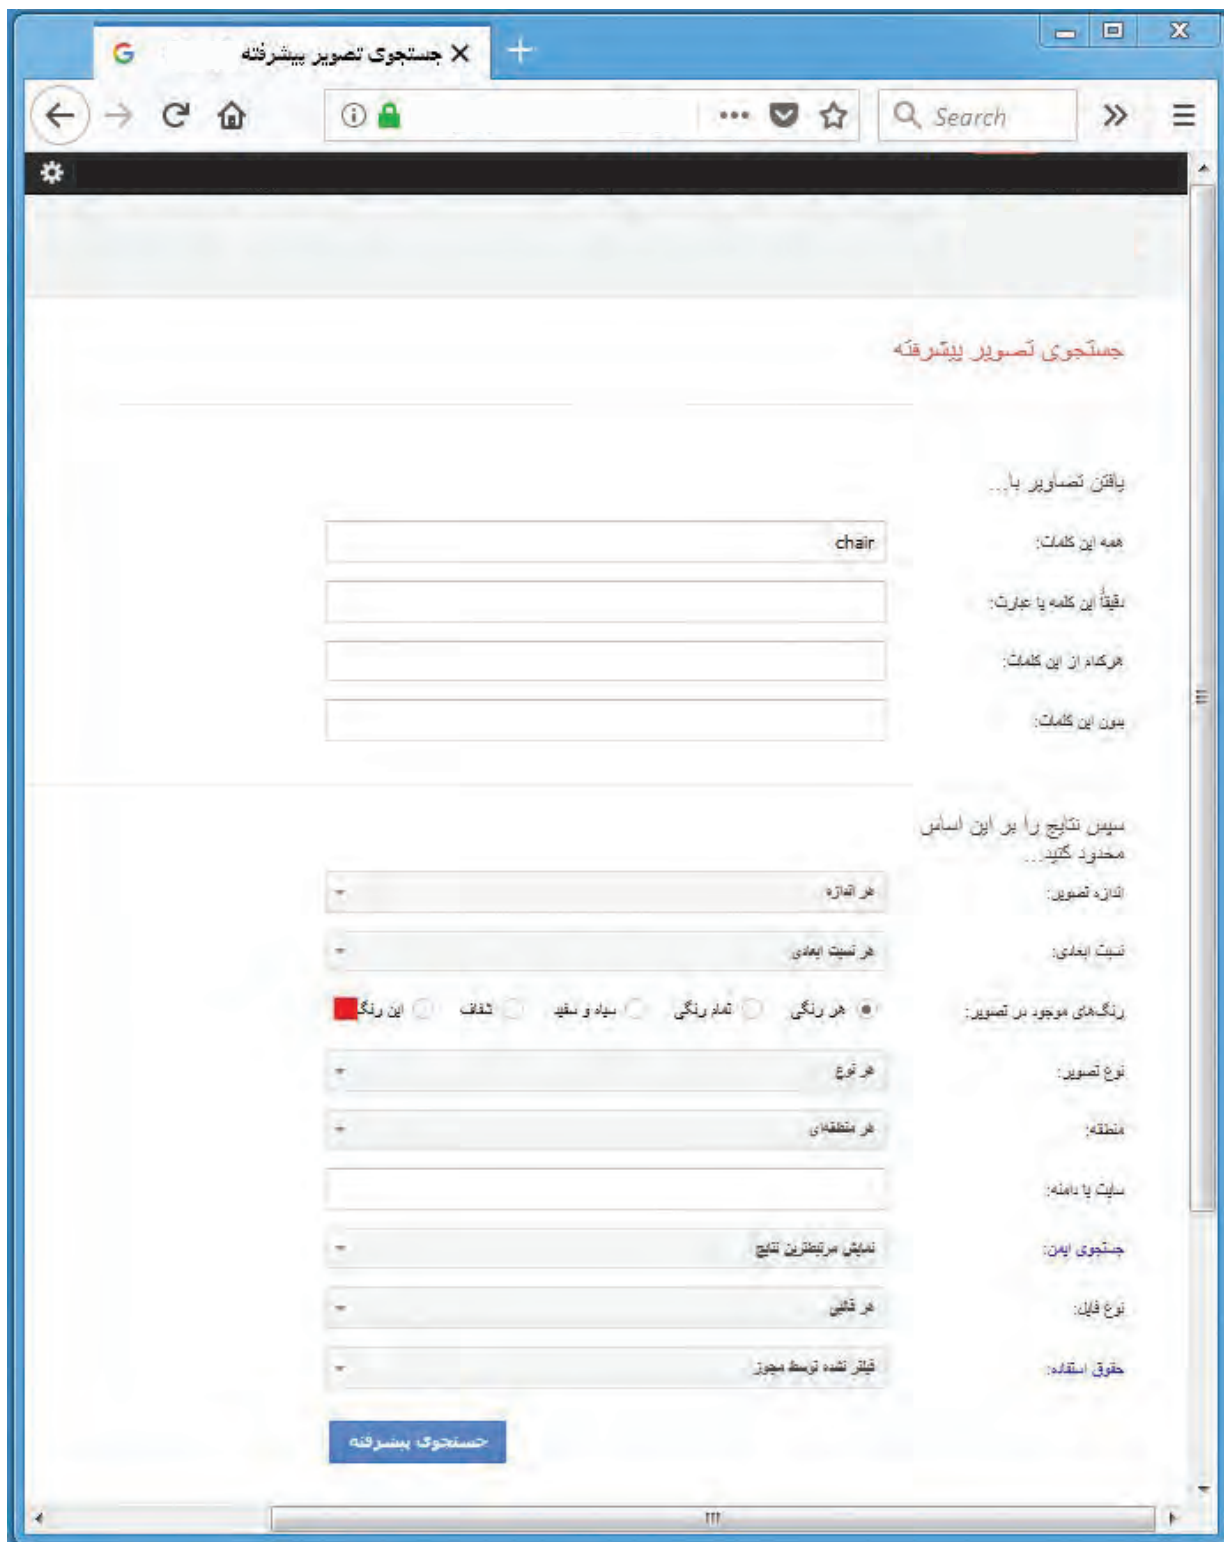 جستجوی تصویر پیشرفته
Search
جستجوی تصویر پیشرفته
یافتن تصاویر با...
همه این کلمات:
chair
دقیقاً این کلمه یا عبارت:
هرکدام از این کلمات:
بدون این کلمات:
سپس نتایج را بر این اساس
محدود کنید...
اندازه تصویر:
هر اندازه
نسبت ابعادی:
هر نسبت ابعادی
رنگ‌های موجود در تصویر:
هر رنگی تمام رنگی سیاه و سفید شفاف این رنگ
نوع تصویر:
هر نوع
منطقه:
هر منطقه‌ای
سایت یا دامنه:
جستجوی ایمن:
نمایش مرتبط‌ترین نتایج
نوع فایل:
هر قالبی
حقوق استفاده:
فیلتر نشده توسط مجوز
جستجوی پیشرفته